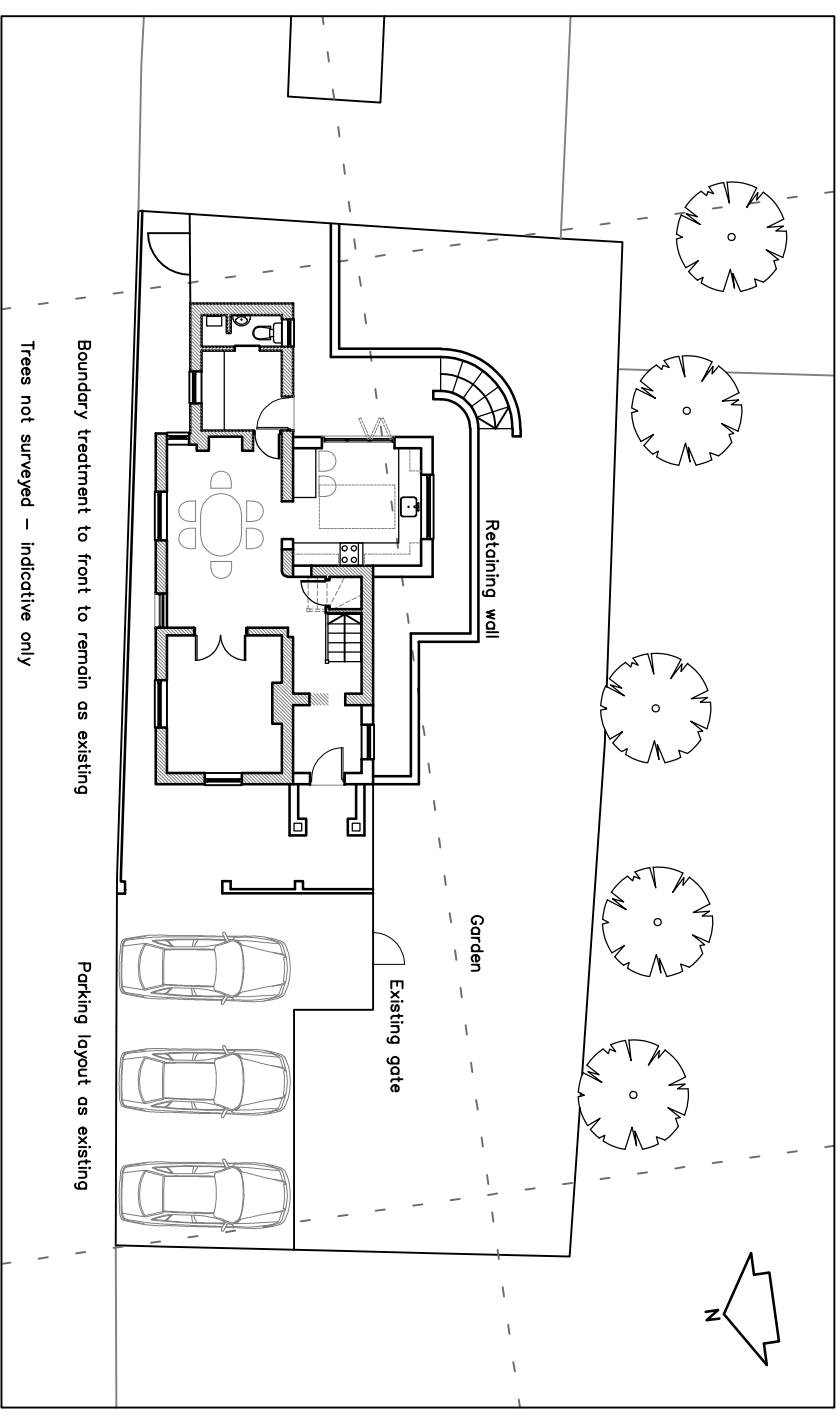 N
Retaining wall
Garden
Existing gate
Boundary treatment to front to remain as existing
Parking layout as existing
Trees not surveyed - indicative only